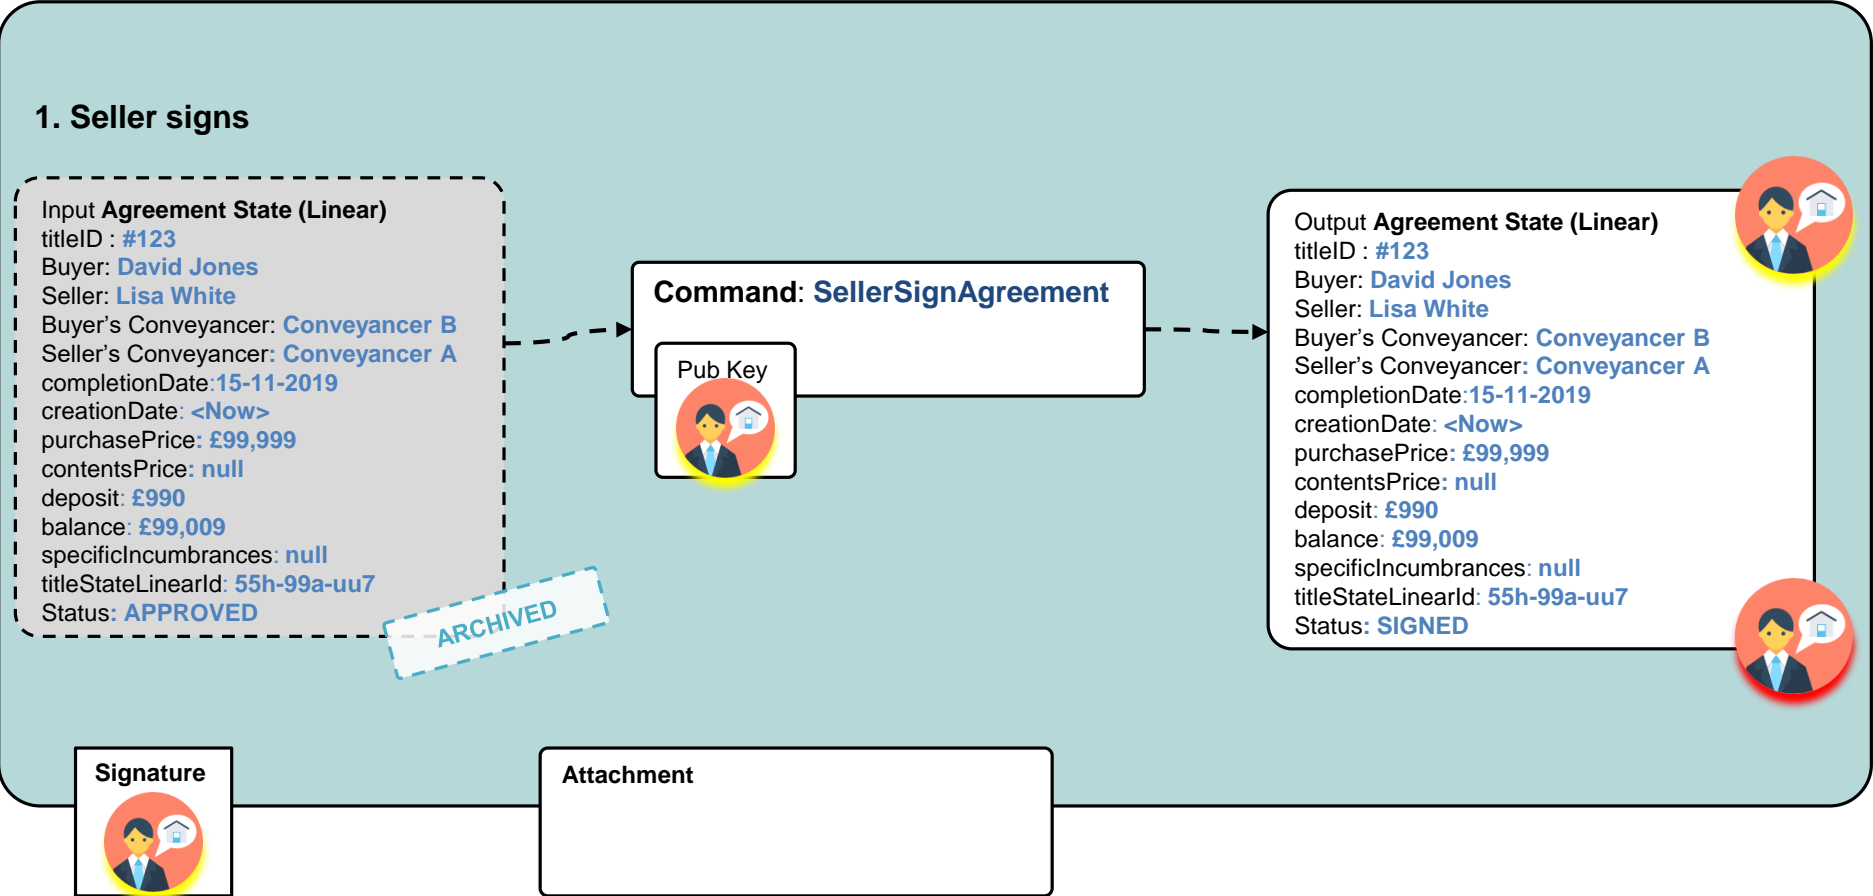 1. Seller signs
Input Agreement State (Linear)
titleID : #123
Buyer: David Jones
Seller: Lisa White
Buyer’s Conveyancer: Conveyancer B
Seller’s Conveyancer: Conveyancer A
completionDate:15-11-2019
creationDate: <Now>
purchasePrice: £99,999
contentsPrice: null
deposit: £990
balance: £99,009
specificIncumbrances: null
titleStateLinearId: 55h-99a-uu7
Status: APPROVED
ARCHIVED
Command: SellerSignAgreement
Pub Key
Output Agreement State (Linear)
titleID : #123
Buyer: David Jones
Seller: Lisa White
Buyer’s Conveyancer: Conveyancer B
Seller’s Conveyancer: Conveyancer A
completionDate:15-11-2019
creationDate: <Now>
purchasePrice: £99,999
contentsPrice: null
deposit: £990
balance: £99,009
specificIncumbrances: null
titleStateLinearId: 55h-99a-uu7
Status: SIGNED
Signature
Attachment